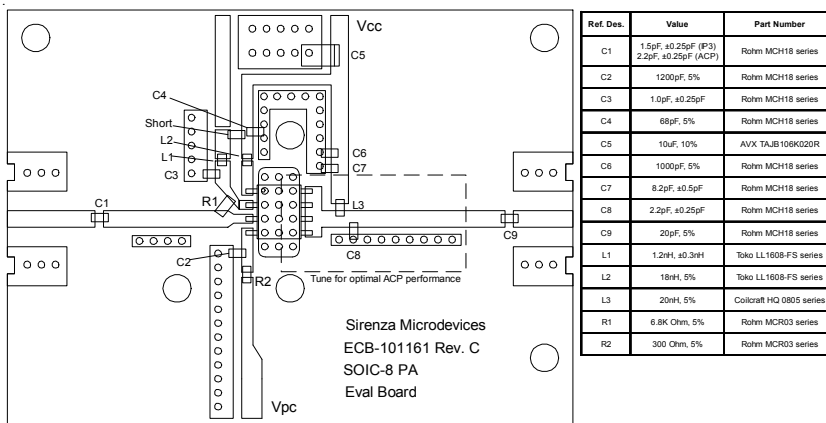 Vcc
C5
C4
Short
L2
L1
C3
C6
C7
C1
R1
L3
C9
C8
C2
R2
Tune for optimal ACP performance
Sirenza Microdevices
ECB-101161 Rev. C
SOIC-8 PA
Eval Board
Vpc
Ref. Des. Value Part Number
C1 1.5pF, ±0.25pF (IP3) Rohm MCH18 series
2.2pF, ±0.25pF (ACP)
C2 1200pF, 5% Rohm MCH18 series
C3 1.0pF, ±0.25pF Rohm MCH18 series
C4 68pF, 5% Rohm MCH18 series
C5 10uF, 10% AVX TAJB106K020R
C6 1000pF, 5% Rohm MCH18 series
C7 8.2pF, ±0.5pF Rohm MCH18 series
C8 2.2pF, ±0.25pF Rohm MCH18 series
C9 20pF, 5% Rohm MCH18 series
L1 1.2nH, ±0.3nH Toko LL1608-FS series
L2 18nH, 5% Toko LL1608-FS series
L3 20nH, 5% Coilcraft HQ 0805 series
R1 6.8K Ohm, 5% Rohm MCR03 series
R2 300 Ohm, 5% Rohm MCR03 series